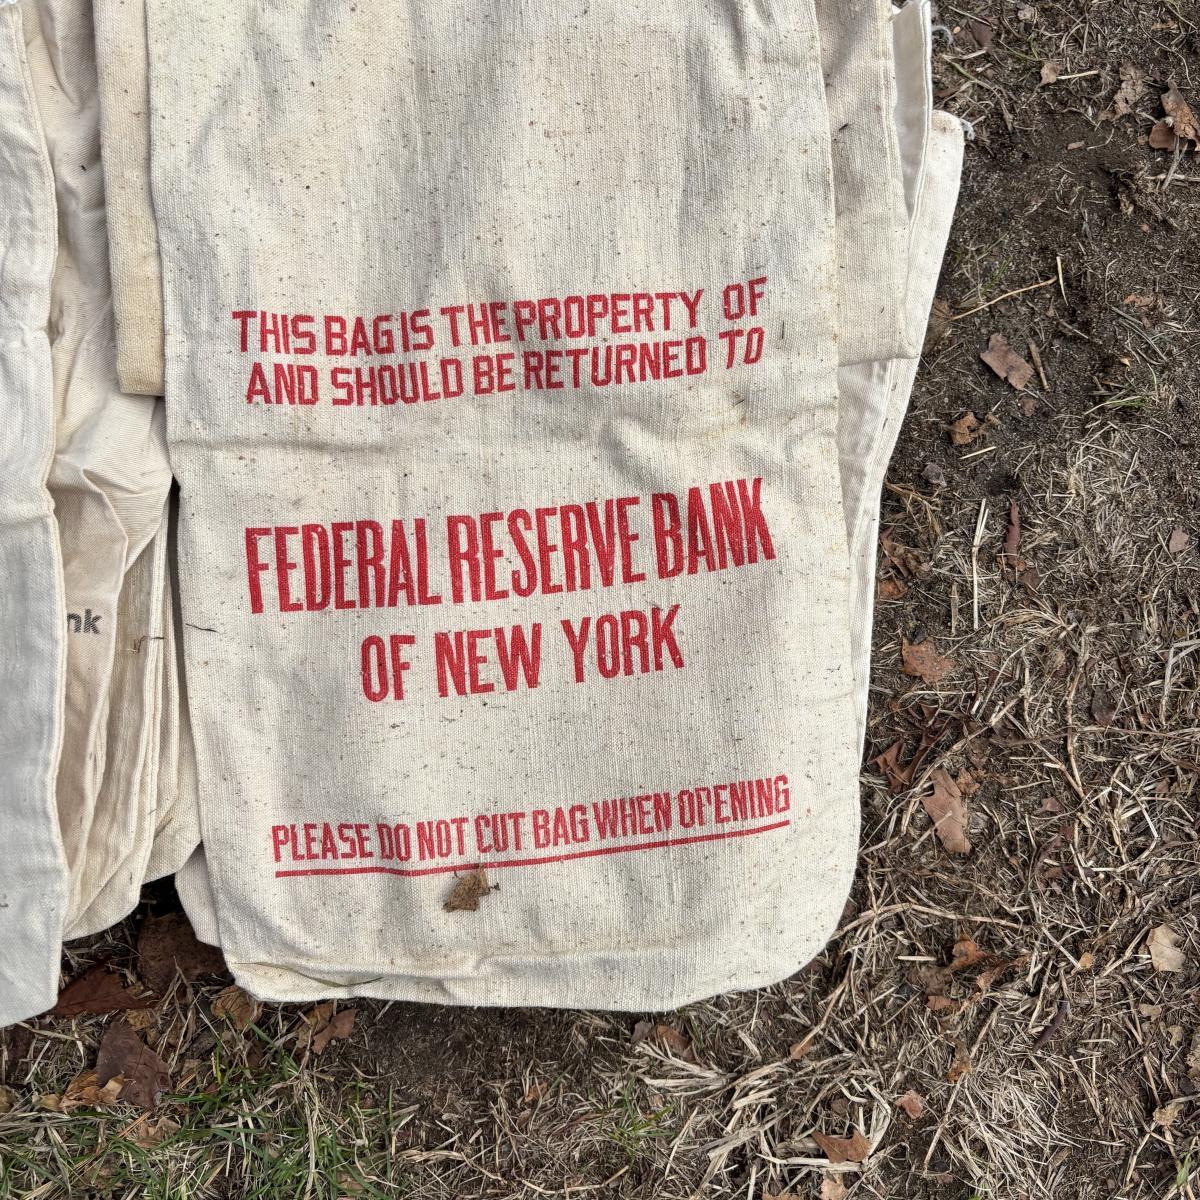 THIS BAG IS THE PROPERTY OF
AND SHOULD BE RETURNED TO
FEDERAL RESERVE BANK
OF NEW YORK
PLEASE DO NOT CUT BAG WHEN OPENING